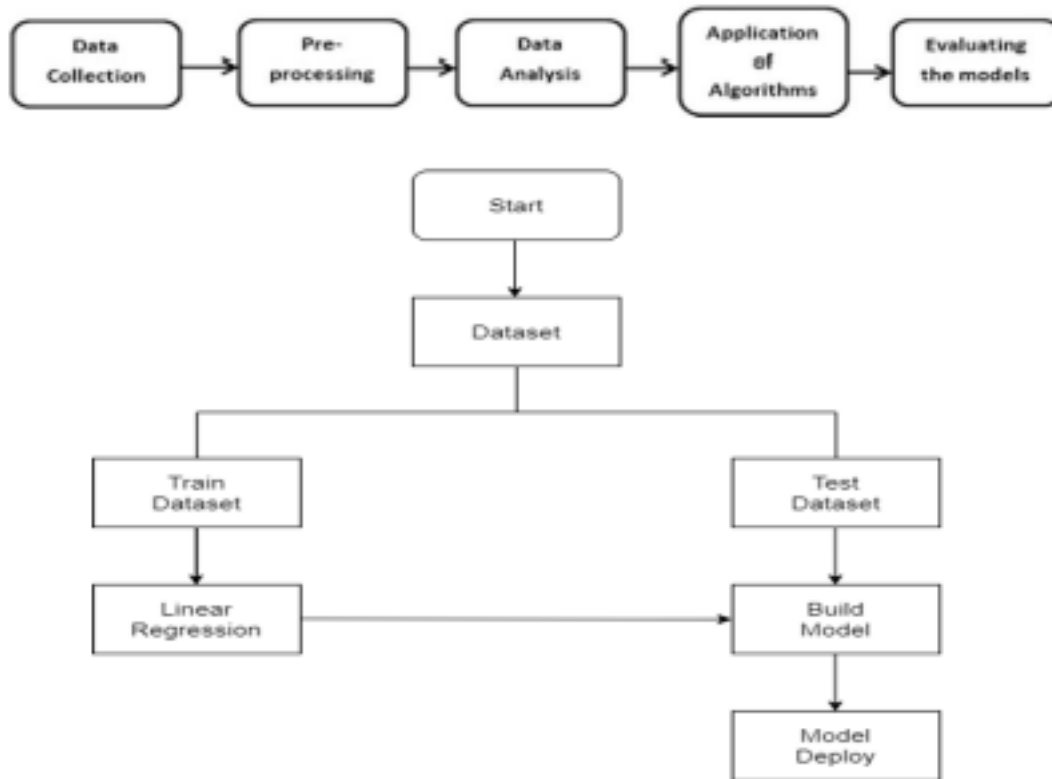 Data
Collection
Pre-
processing
Data
Analysis
Application
of
Algorithms
Evaluating
the models
Start
Dataset
Train
Dataset
Test
Dataset
Linear
Regression
Build
Model
Model
Deploy